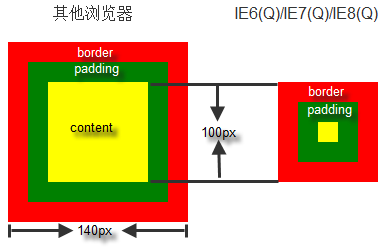 其他浏览器
IE6(Q)/IE7(Q)/IE8(Q)
border
padding
content
100px
border
padding
140px